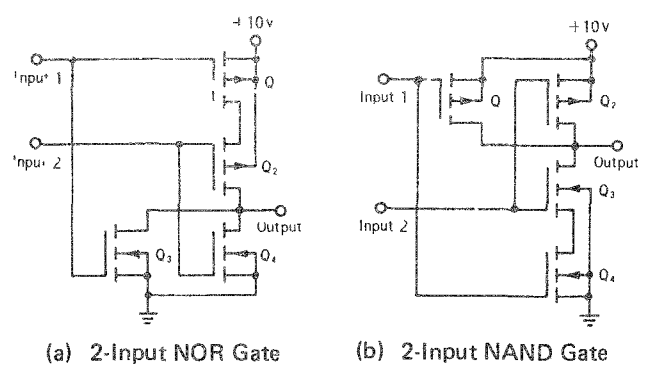 + 10v
Input 1
Q
Input 2
Q2
Output
Q3
Q4
(a) 2-Input NOR Gate
+10v
Input 1
Q
Q2
Output
Q3
Input 2
Q4
(b) 2-Input NAND Gate